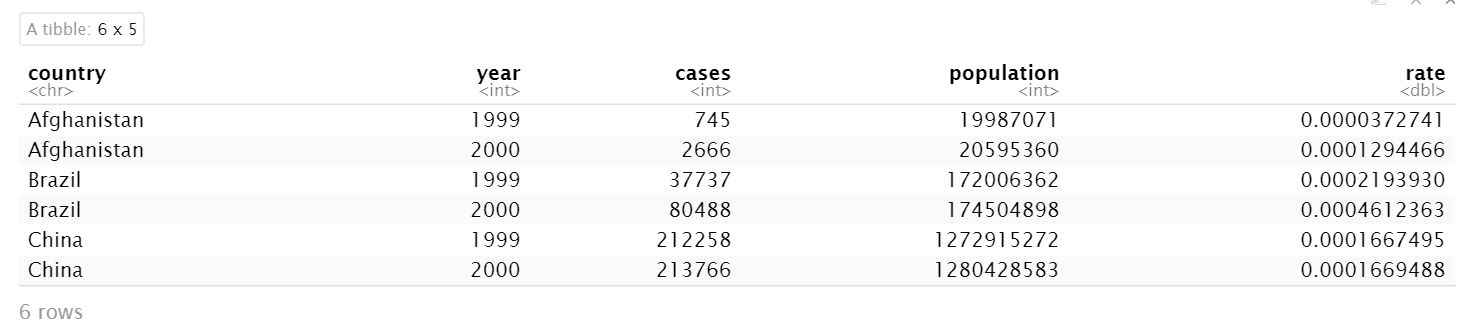 A tibble: 6 x 5
country year cases population rate
<chr> <int> <int> <int> <dbl>
Afghanistan 1999 745 19987071 0.0000372741
Afghanistan 2000 2666 20595360 0.0001294466
Brazil 1999 37737 172006362 0.0002193930
Brazil 2000 80488 174504898 0.0004612363
China 1999 212258 1272915272 0.0001667495
China 2000 213766 1280428583 0.0001669488
6 rows